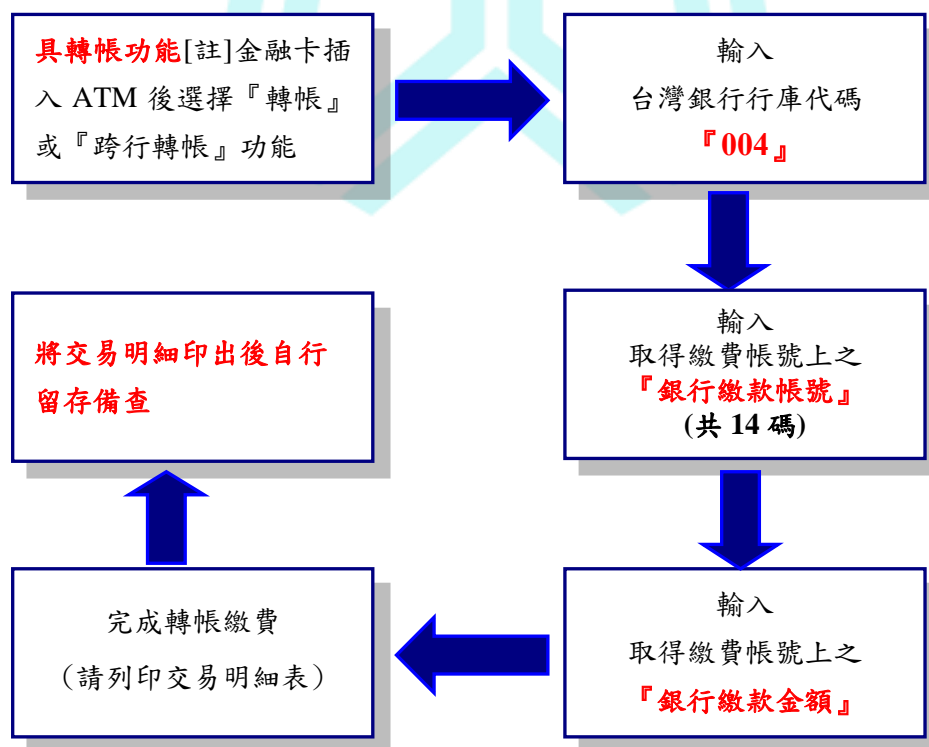 具轉帳功能[註]金融卡插
入 ATM 後選擇『轉帳』
或『跨行轉帳』功能
輸入
台灣銀行行庫代碼
『004』
輸入
取得繳費帳號上之
『銀行繳款帳號』
(共 14 碼)
輸入
取得繳費帳號上之
『銀行繳款金額』
完成轉帳繳費
（請列印交易明細表）
將交易明細印出後自行
留存備查